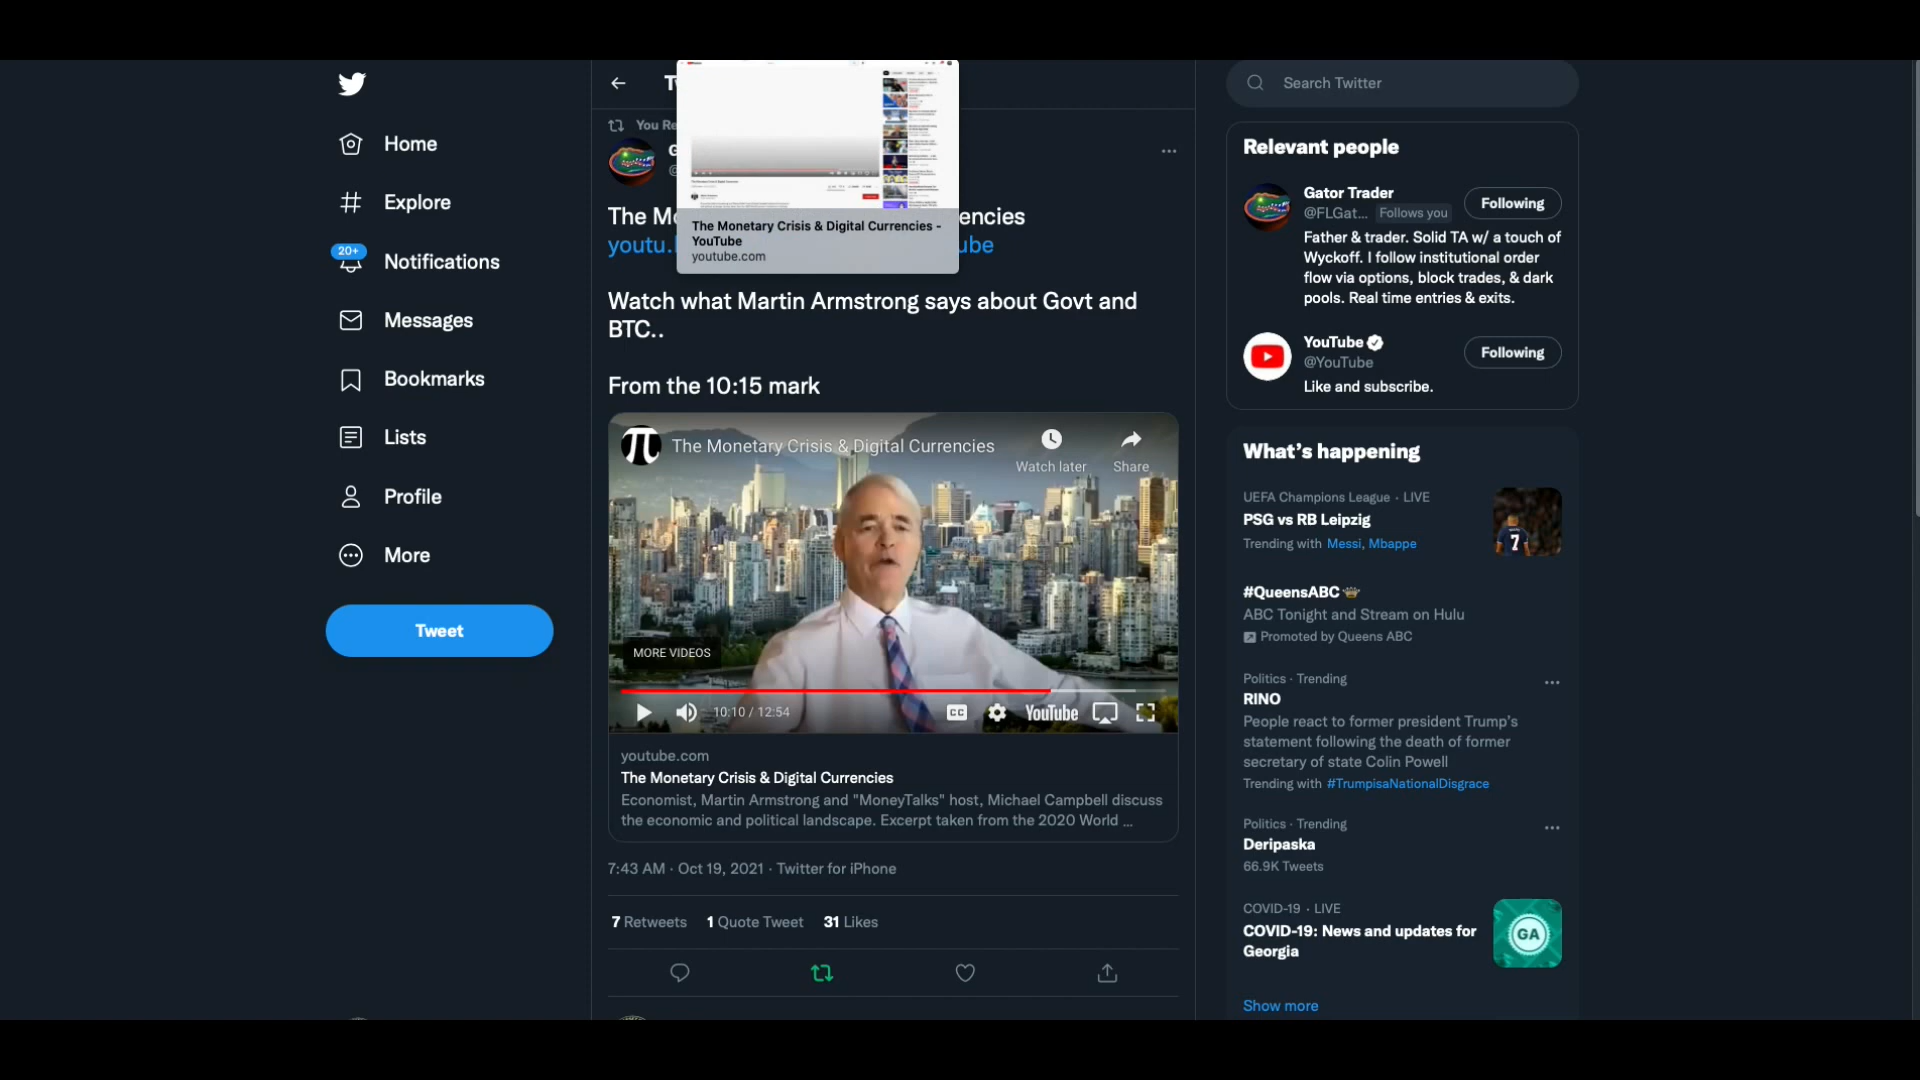 Home
Explore
20+
Notifications
Messages
Bookmarks
Lists
Profile
More
Tweet
You Re
The Monetary Crisis & Digital Currencies -
YouTube
youtube.com
encies
youtu.
ube
Watch what Martin Armstrong says about Govt and
BTC..
From the 10:15 mark
The Monetary Crisis & Digital Currencies
Watch later
Share
MORE VIDEOS
10:10 / 12:54
CC
YouTube
youtube.com
The Monetary Crisis & Digital Currencies
Economist, Martin Armstrong and "MoneyTalks" host, Michael Campbell discuss
the economic and political landscape. Excerpt taken from the 2020 World ...
7:43 AM · Oct 19, 2021 · Twitter for iPhone
7 Retweets 1 Quote Tweet 31 Likes
Search Twitter
Relevant people
Gator Trader
@FLGat... Follows you
Following
Father & trader. Solid TA w/ a touch of
Wyckoff. I follow institutional order
flow via options, block trades, & dark
pools. Real time entries & exits.
YouTube
@YouTube
Following
Like and subscribe.
What's happening
UEFA Champions League · LIVE
PSG vs RB Leipzig
Trending with Messi, Mbappe
7
#QueensABC
ABC Tonight and Stream on Hulu
Promoted by Queens ABC
Politics · Trending
RINO
People react to former president Trump's
statement following the death of former
secretary of state Colin Powell
Trending with #TrumpisaNationalDisgrace
Politics · Trending
Deripaska
66.9K Tweets
COVID-19 · LIVE
COVID-19: News and updates for
Georgia
GA
Show more